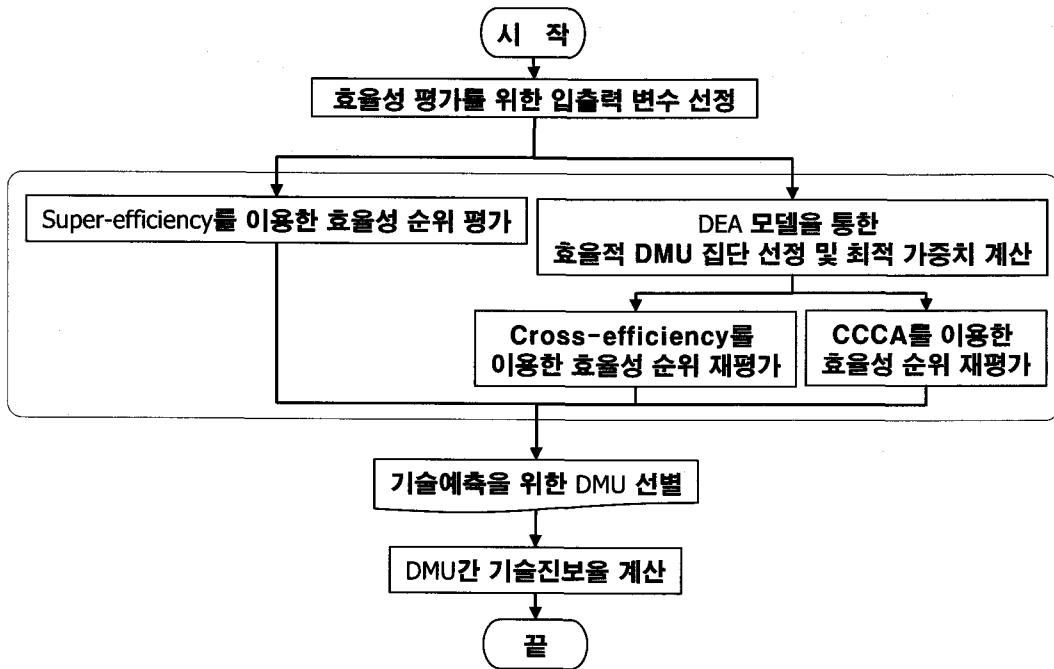 시 작
효율성 평가를 위한 입출력 변수 선정
Super-efficiency를 이용한 효율성 순위 평가
DEA 모델을 통한
효율적 DMU 집단 선정 및 최적 가중치 계산
Cross-efficiency를
이용한 효율성 순위 재평가
CCCA를 이용한
효율성 순위 재평가
기술예측을 위한 DMU 선별
DMU간 기술진보율 계산
끝